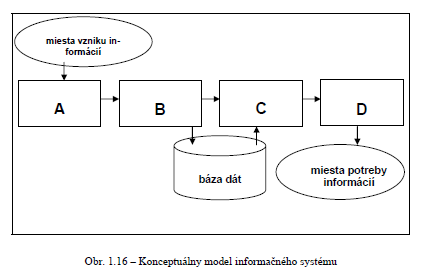 miesta vzniku in-
formácií
A
B
C
D
báza dát
miesta potreby
informácií
Obr. 1.16 – Konceptuálny model informačného systému